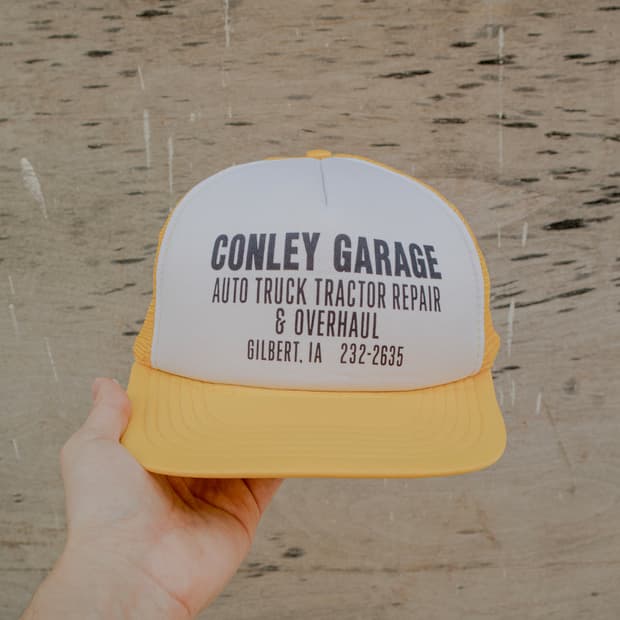 CONLEY GARAGE
AUTO TRUCK TRACTOR REPAIR
& OVERHAUL
GILBERT, IA 232-2635